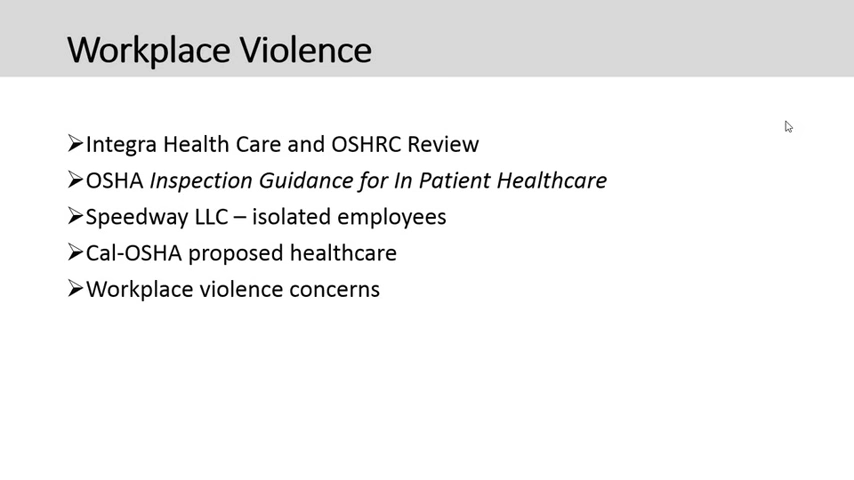 Workplace Violence
➢Integra Health Care and OSHRC Review
➢OSHA Inspection Guidance for In Patient Healthcare
➢Speedway LLC – isolated employees
➢Cal-OSHA proposed healthcare
➢Workplace violence concerns